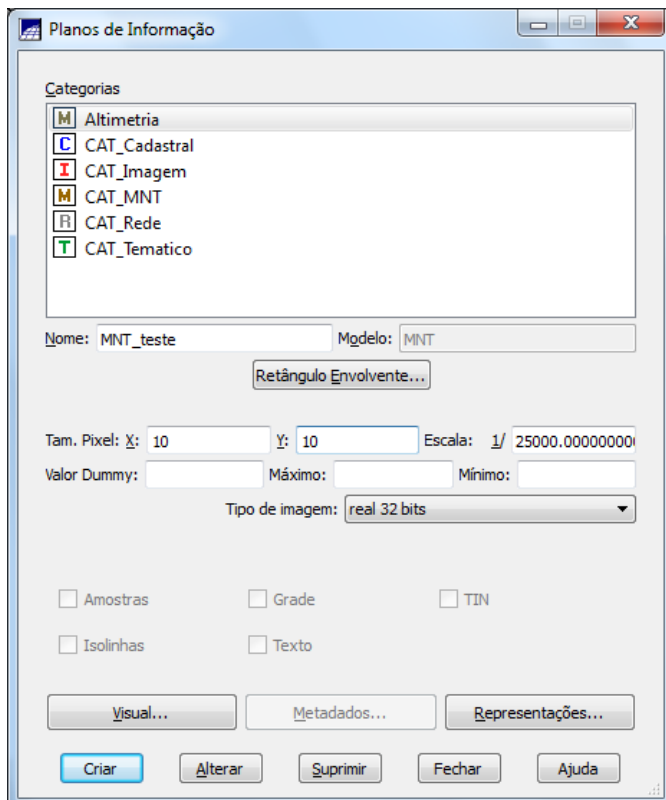 Planos de Informação
Categorias
M Altimetria
C CAT_Cadastral
I CAT_Imagem
M CAT_MNT
R CAT_Rede
T CAT_Tematico
Nome: MNT_teste Modelo: MNT
Retângulo Envolvente...
Tam. Pixel: X: 10 Y: 10 Escala: 1/ 25000.000000000
Valor Dummy: Máximo: Mínimo:
Tipo de imagem: real 32 bits
Amostras Grade TIN
Isolinhas Texto
Visual... Metadados... Representações...
Criar Alterar Suprimir Fechar Ajuda